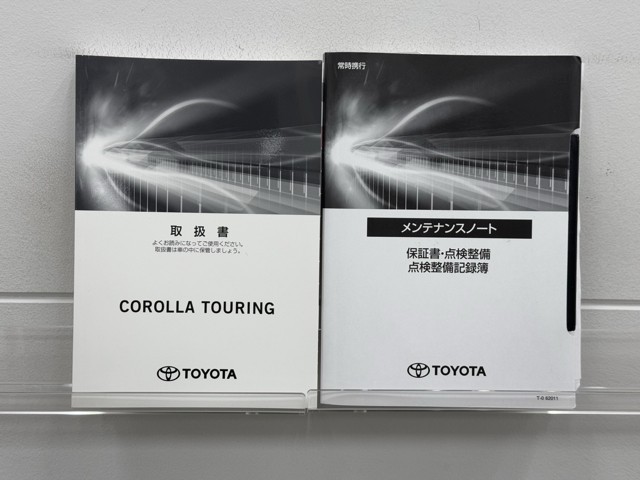 取扱書
よくお読みになってご使用ください。
取扱書は車の中に保管しましょう。
COROLLA TOURING
TOYOTA
常時携行
メンテナンスノート
保証書・点検整備
点検整備記録簿
TOYOTA
T-Ⅱ 62011